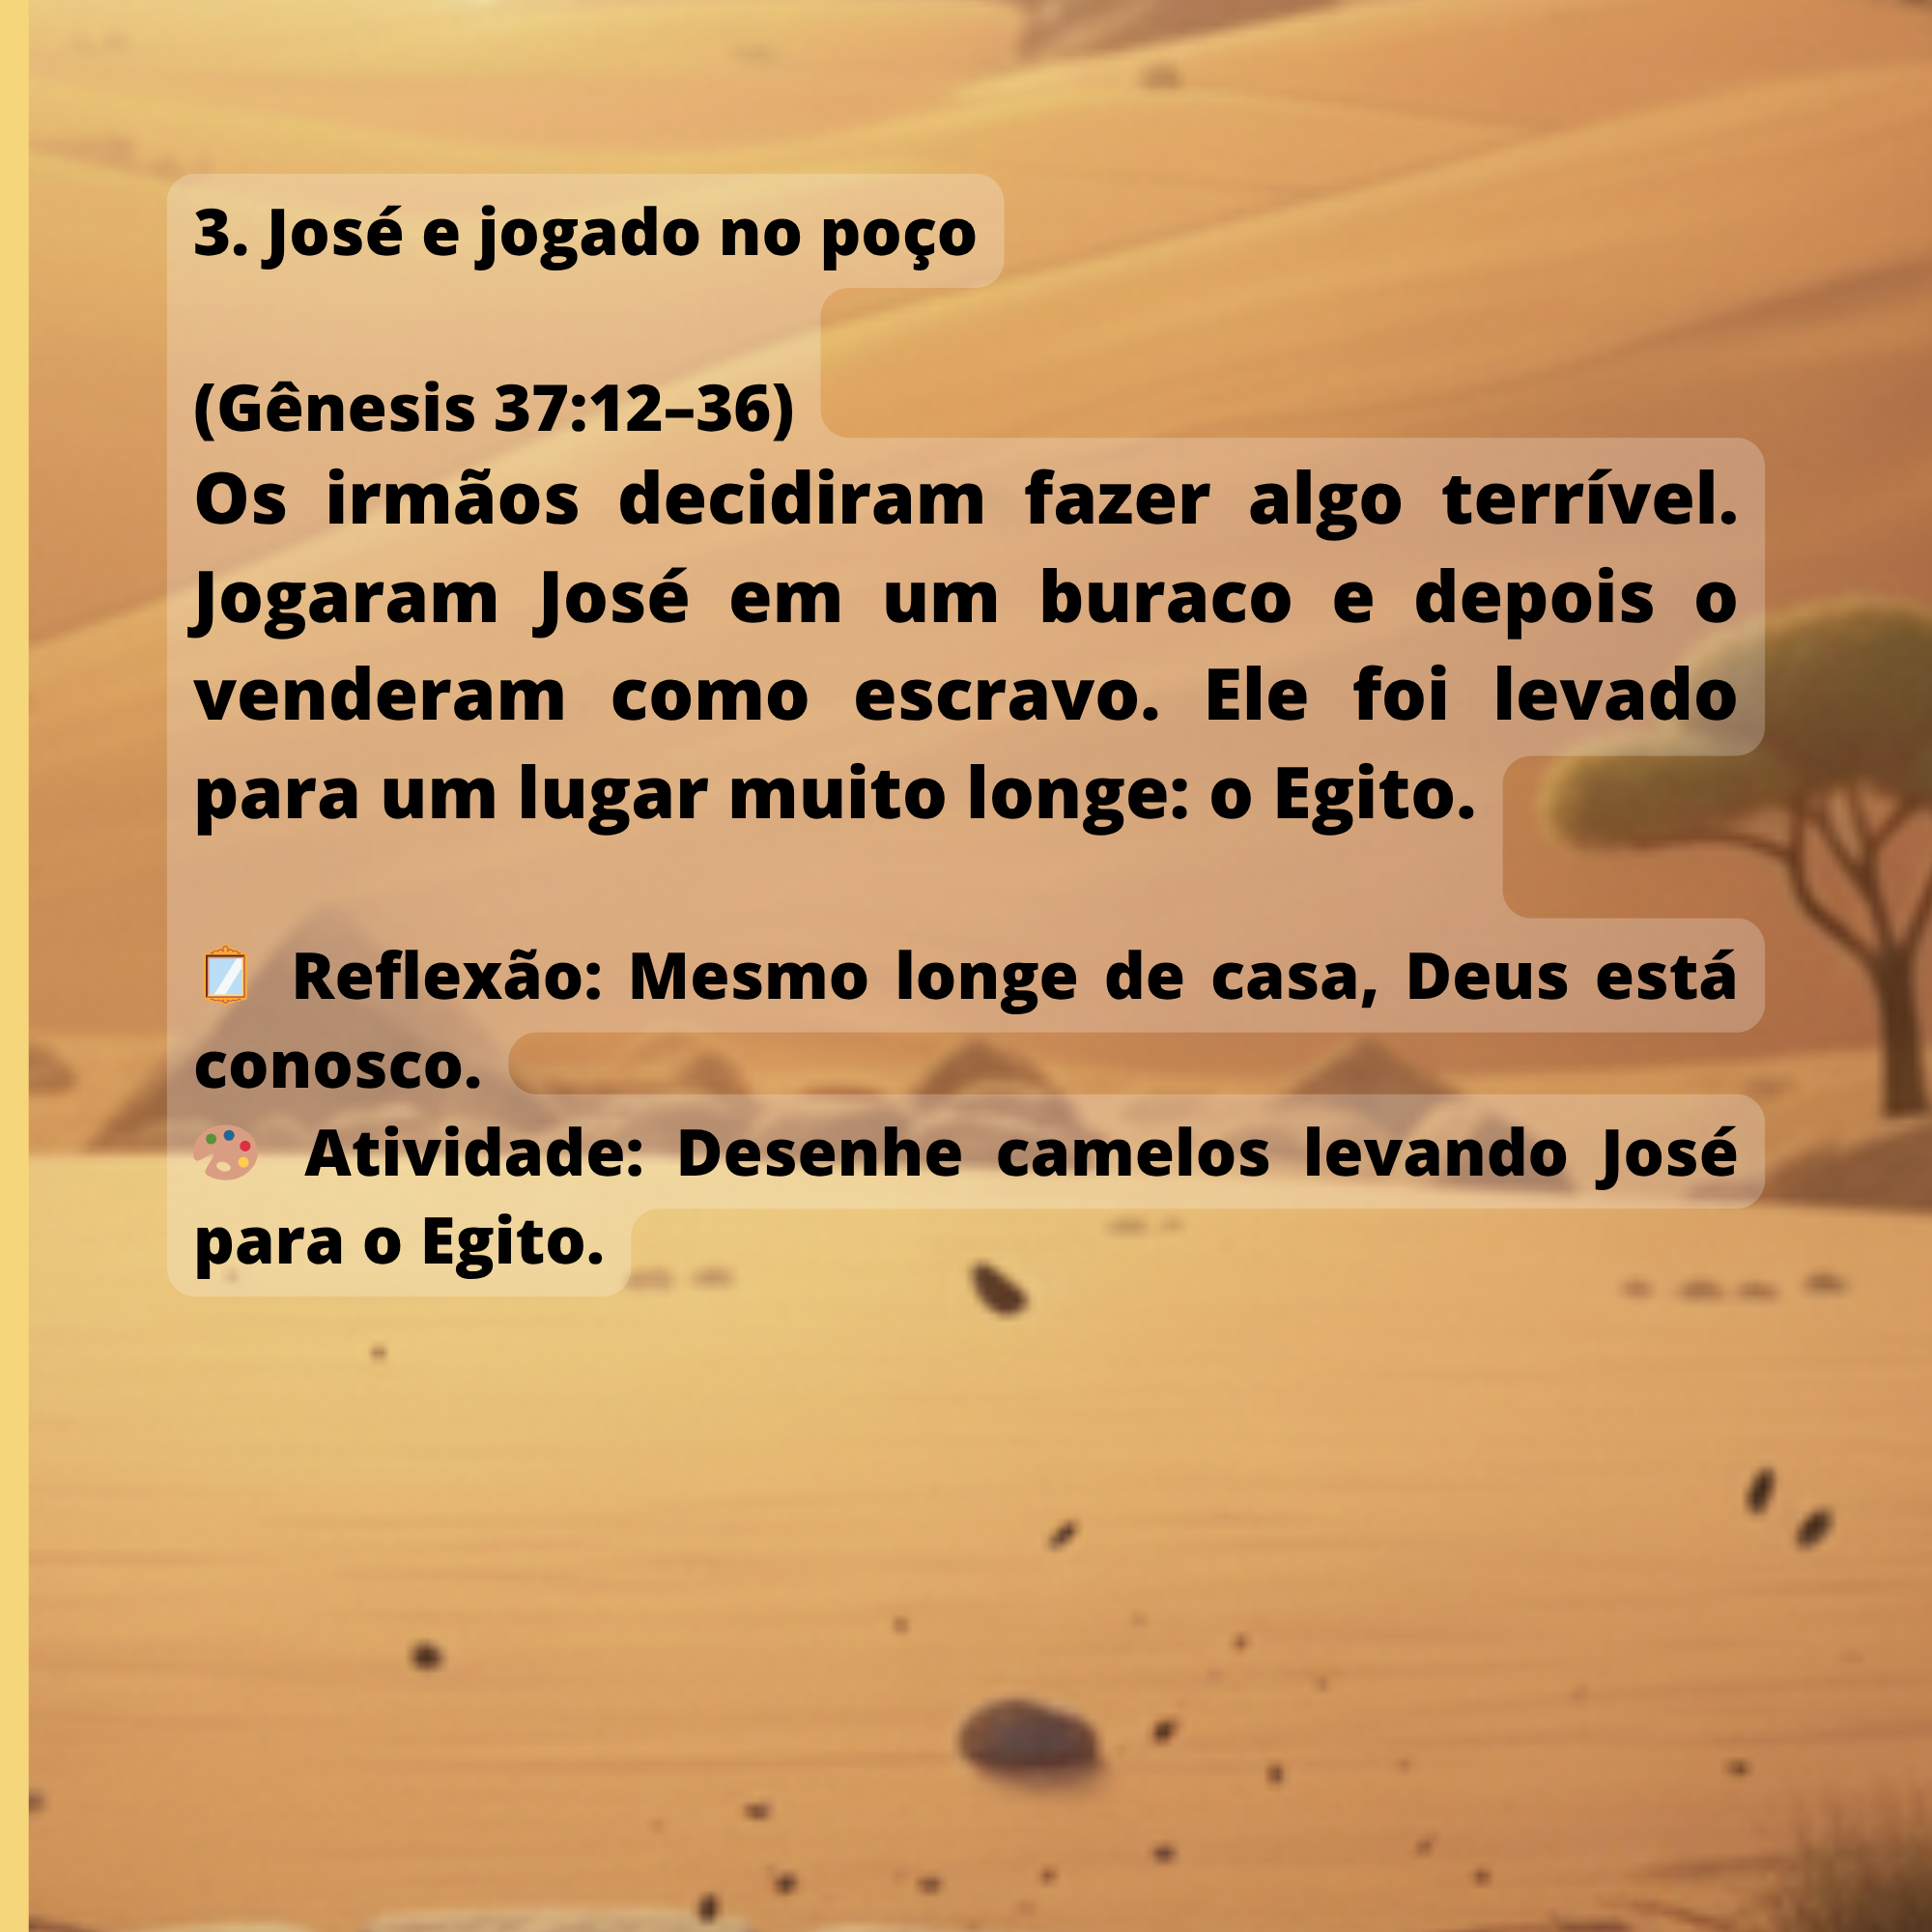 3. José e jogado no poço
(Gênesis 37:12–36)
Os irmãos decidiram fazer algo terrível.
Jogaram José em um buraco e depois o
venderam como escravo. Ele foi levado
para um lugar muito longe: o Egito.
🪞 Reflexão: Mesmo longe de casa, Deus está
conosco.
🎨 Atividade: Desenhe camelos levando José
para o Egito.